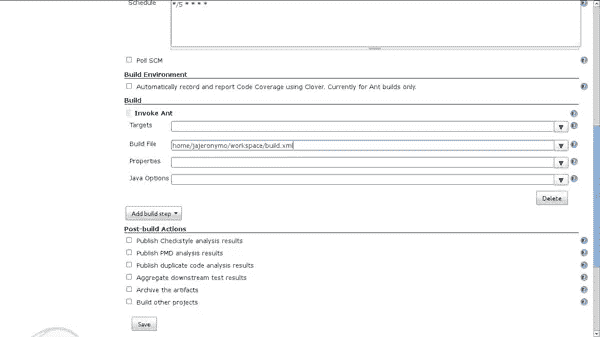 Schedule
*/5 * * * *
Poll SCM
Build Environment
Automatically record and report Code Coverage using Clover. Currently for Ant builds only.
Build
Invoke Ant
Targets
Build File
home/jajeronymo/workspace/build.xml
Properties
Java Options
Delete
Add build step
Post-build Actions
Publish Checkstyle analysis results
Publish PMD analysis results
Publish duplicate code analysis results
Aggregate downstream test results
Archive the artifacts
Build other projects
Save